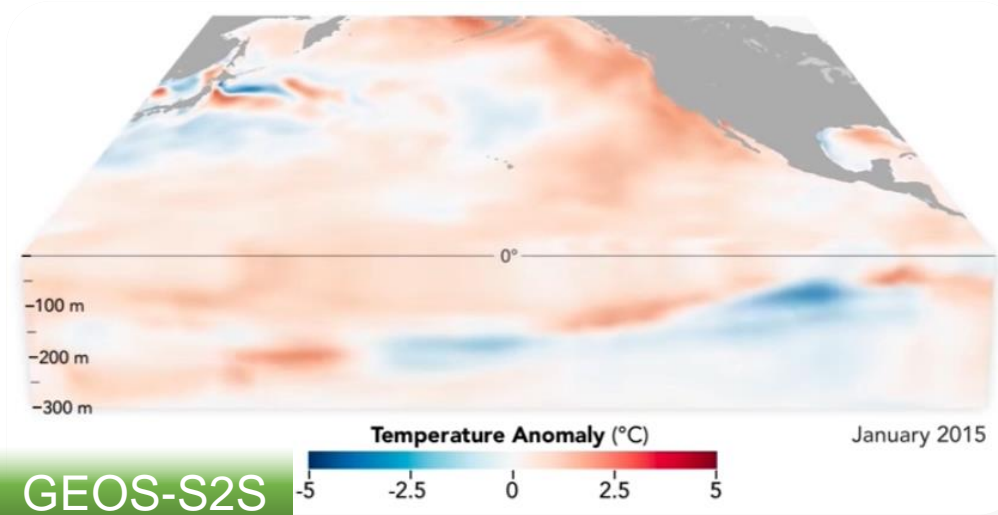 0°
−100 m
−200 m
−300 m
Temperature Anomaly (°C)
January 2015
-5 -2.5 0 2.5 5
GEOS-S2S